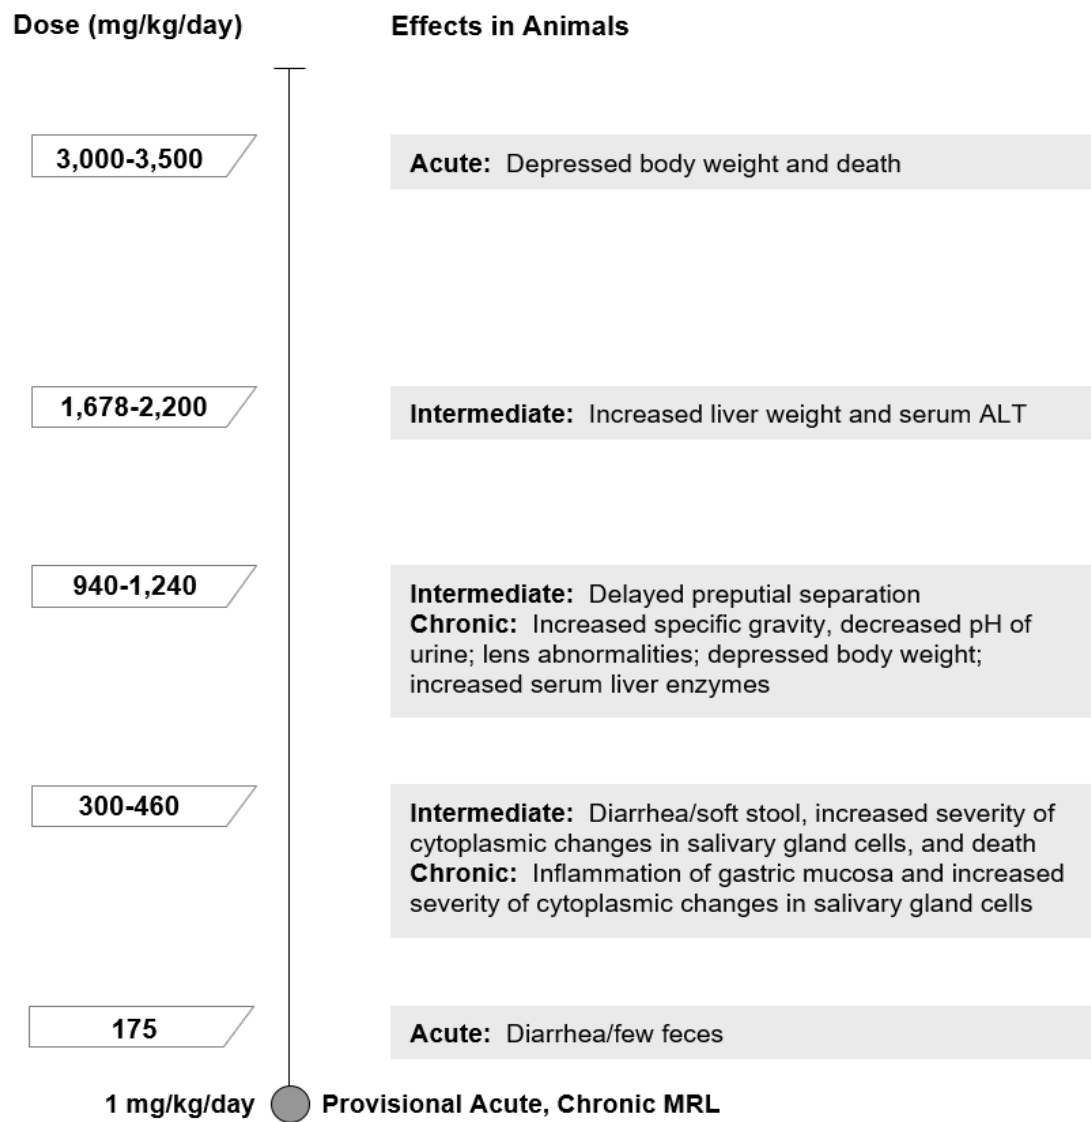 Dose (mg/kg/day) Effects in Animals
3,000-3,500
Acute: Depressed body weight and death
1,678-2,200
Intermediate: Increased liver weight and serum ALT
940-1,240
Intermediate: Delayed preputial separation
Chronic: Increased specific gravity, decreased pH of
urine; lens abnormalities; depressed body weight;
increased serum liver enzymes
300-460
Intermediate: Diarrhea/soft stool, increased severity of
cytoplasmic changes in salivary gland cells, and death
Chronic: Inflammation of gastric mucosa and increased
severity of cytoplasmic changes in salivary gland cells
175
Acute: Diarrhea/few feces
1 mg/kg/day Provisional Acute, Chronic MRL